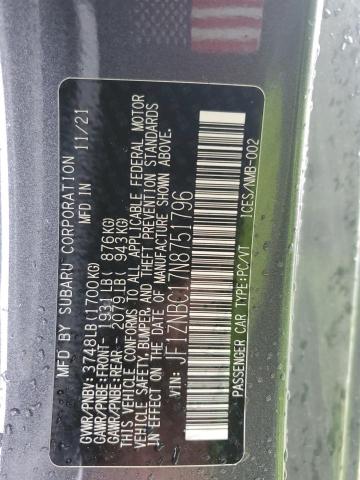 MFD BY SUBARU CORPORATION
MFD IN 11/21
GVWR/PNBV: 3748LB(1700KG)
GAWR/PNBE:FRONT- 1931LB( 876KG)
GAWR/PNBE:REAR- 2079LB( 943KG)
THIS VEHICLE CONFORMS TO ALL APPLICABLE FEDERAL MOTOR
VEHICLE SAFETY, BUMPER, AND THEFT PREVENTION STANDARDS
IN EFFECT ON THE DATE OF MANUFACTURE SHOWN ABOVE.
VIN: JF1ZNBC17N8751796
PASSENGER CAR TYPE:PC/VT
ICES/NMB-002